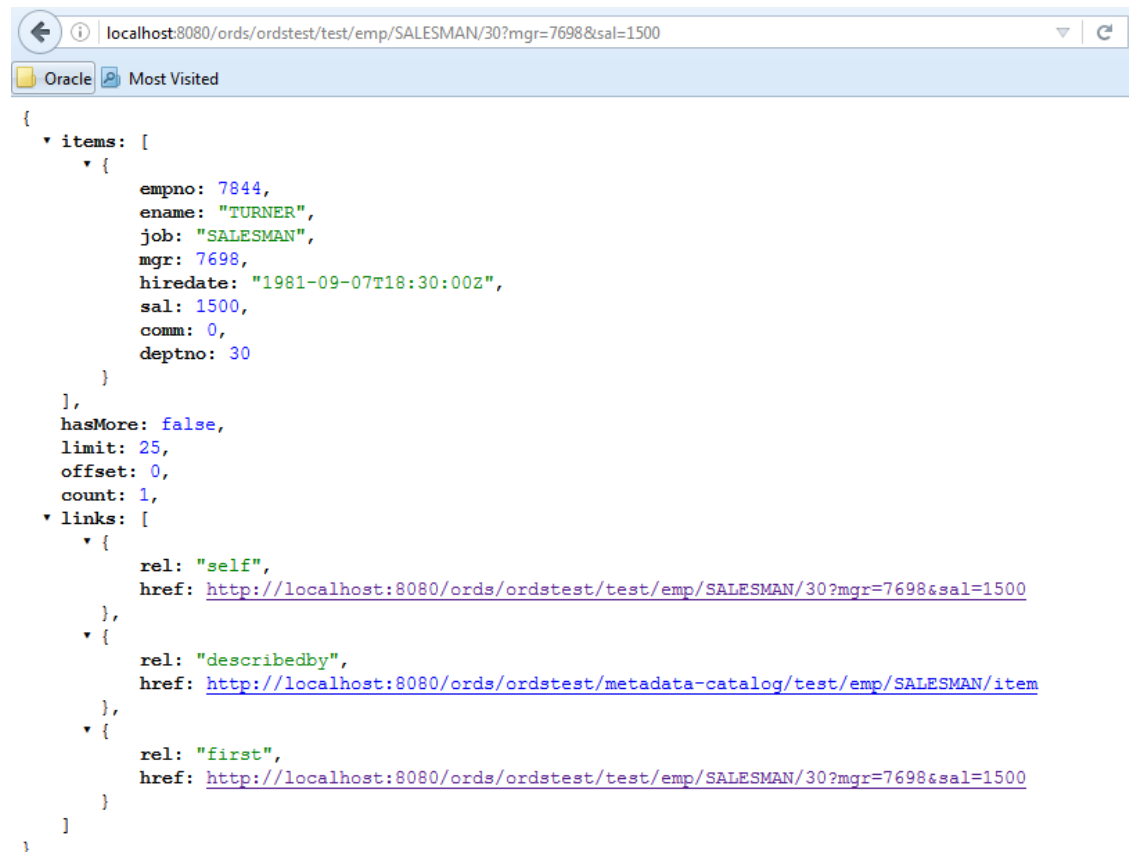 localhost:8080/ords/ordstest/test/emp/SALESMAN/30?mgr=7698&sal=1500
Oracle Most Visited
{
items: [
{
empno: 7844,
ename: "TURNER",
job: "SALESMAN",
mgr: 7698,
hiredate: "1981-09-07T18:30:00Z",
sal: 1500,
comm: 0,
deptno: 30
}
],
hasMore: false,
limit: 25,
offset: 0,
count: 1,
links: [
{
rel: "self",
href: http://localhost:8080/ords/ordstest/test/emp/SALESMAN/30?mgr=7698&sal=1500
},
{
rel: "describedby",
href: http://localhost:8080/ords/ordstest/metadata-catalog/test/emp/SALESMAN/item
},
{
rel: "first",
href: http://localhost:8080/ords/ordstest/test/emp/SALESMAN/30?mgr=7698&sal=1500
}
]
}